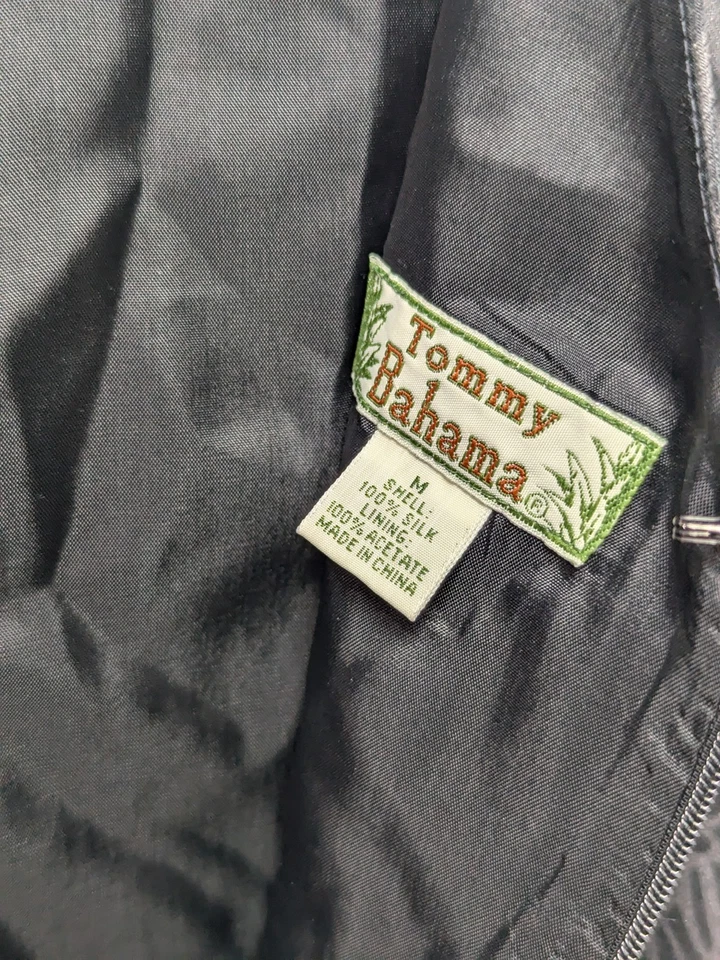 Tommy
Bahama®
M
SHELL:
100% SILK
LINING:
100% ACETATE
MADE IN CHINA